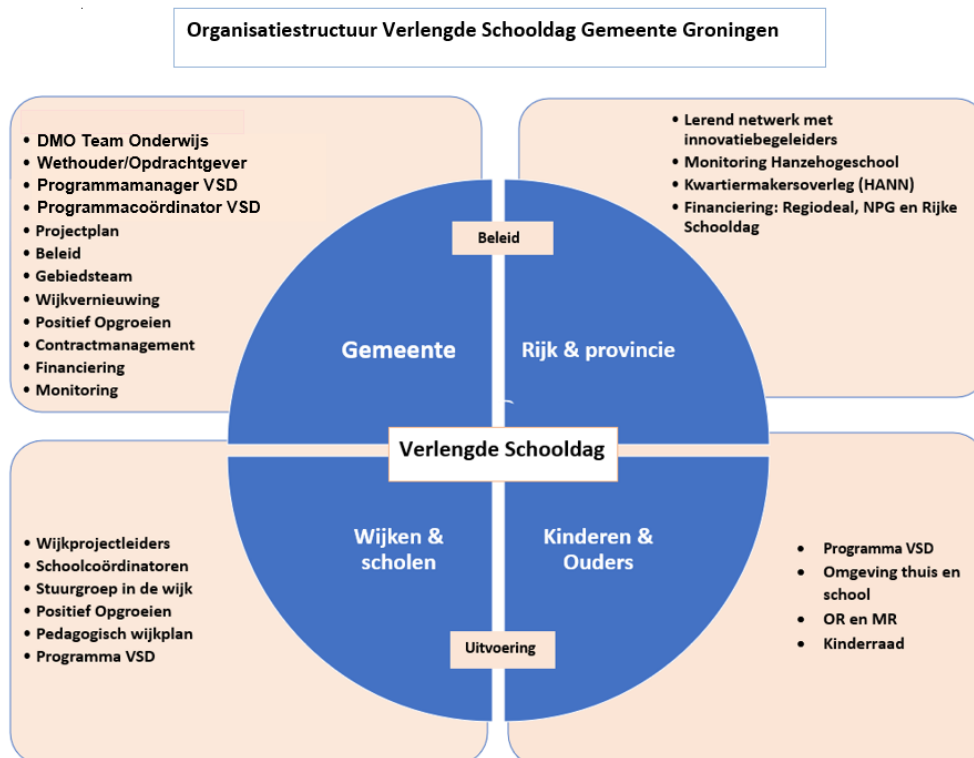 Organisatiestructuur Verlengde Schooldag Gemeente Groningen
• DMO Team Onderwijs
• Wethouder/Opdrachtgever
• Programmamanager VSD
• Programmacoördinator VSD
• Projectplan
• Beleid
• Gebiedsteam
• Wijkvernieuwing
• Positief Opgroeien
• Contractmanagement
• Financiering
• Monitoring
• Lerend netwerk met
innovatiebegeleiders
• Monitoring Hanzehogeschool
• Kwartiermakersoverleg (HANN)
• Financiering: Regiodeal, NPG en Rijke
Schooldag
Beleid
Gemeente
Rijk & provincie
Verlengde Schooldag
Wijken &
scholen
Kinderen &
Ouders
Uitvoering
• Wijkprojectleiders
• Schoolcoördinatoren
• Stuurgroep in de wijk
• Positief Opgroeien
• Pedagogisch wijkplan
• Programma VSD
• Programma VSD
• Omgeving thuis en
school
• OR en MR
• Kinderraad